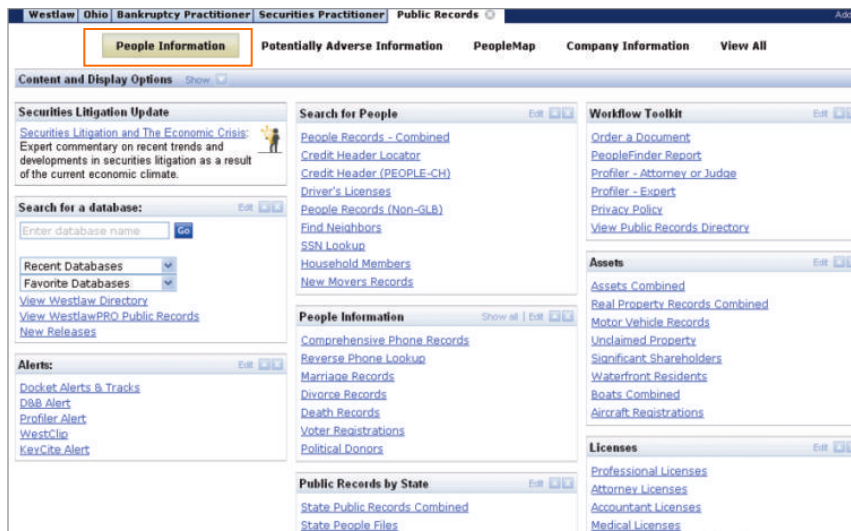 Westlaw Ohio Bankruptcy Practitioner Securities Practitioner Public Records
People Information Potentially Adverse Information PeopleMap Company Information View All
Content and Display Options Show
Securities Litigation Update
Securities Litigation and The Economic Crisis:
Expert commentary on recent trends and
developments in securities litigation as a result
of the current economic climate.
Search for a database: Edit
Enter database name Go
Recent Databases
Favorite Databases
View Westlaw Directory
View WestlawPRO Public Records
New Releases
Alerts: Edit
Docket Alerts & Tracks
D&B Alert
Profiler Alert
WestClip
KeyCite Alert
Search for People Edit
People Records - Combined
Credit Header Locator
Credit Header (PEOPLE-CH)
Driver's Licenses
People Records (Non-GLB)
Find Neighbors
SSN Lookup
Household Members
New Movers Records
People Information Show all | Edit
Comprehensive Phone Records
Reverse Phone Lookup
Marriage Records
Divorce Records
Death Records
Voter Registrations
Political Donors
Public Records by State Edit
State Public Records Combined
State People Files
Workflow Toolkit Edit
Order a Document
PeopleFinder Report
Profiler - Attorney or Judge
Profiler - Expert
Privacy Policy
View Public Records Directory
Assets Edit
Assets Combined
Real Property Records Combined
Motor Vehicle Records
Unclaimed Property
Significant Shareholders
Waterfront Residents
Boats Combined
Aircraft Registrations
Licenses Edit
Professional Licenses
Attorney Licenses
Accountant Licenses
Medical Licenses